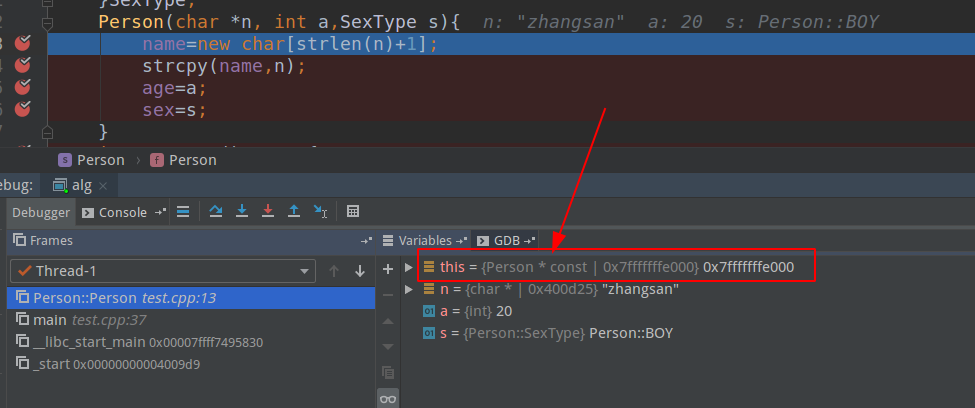 }SexType;
Person(char *n, int a,SexType s){ n: "zhangsan" a: 20 s: Person::BOY
name=new char[strlen(n)+1];
strcpy(name,n);
age=a;
sex=s;
}
S Person › f Person
ebug: alg ×
Debugger Console
Frames
Variables GDB
Thread-1
this = {Person * const | 0x7fffffffe000} 0x7fffffffe000
Person::Person test.cpp:13
n = {char * | 0x400d25} "zhangsan"
main test.cpp:37
01 a = {int} 20
__libc_start_main 0x00007ffff7495830
01 s = {Person::SexType} Person::BOY
_start 0x00000000004009d9